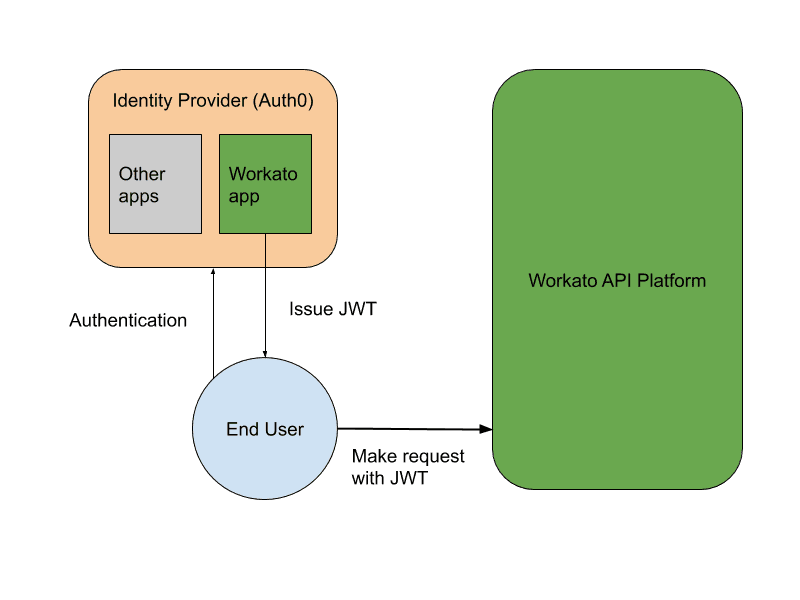 Identity Provider (Auth0)
Other
apps
Workato
app
Workato API Platform
Authentication
Issue JWT
End User
Make request
with JWT